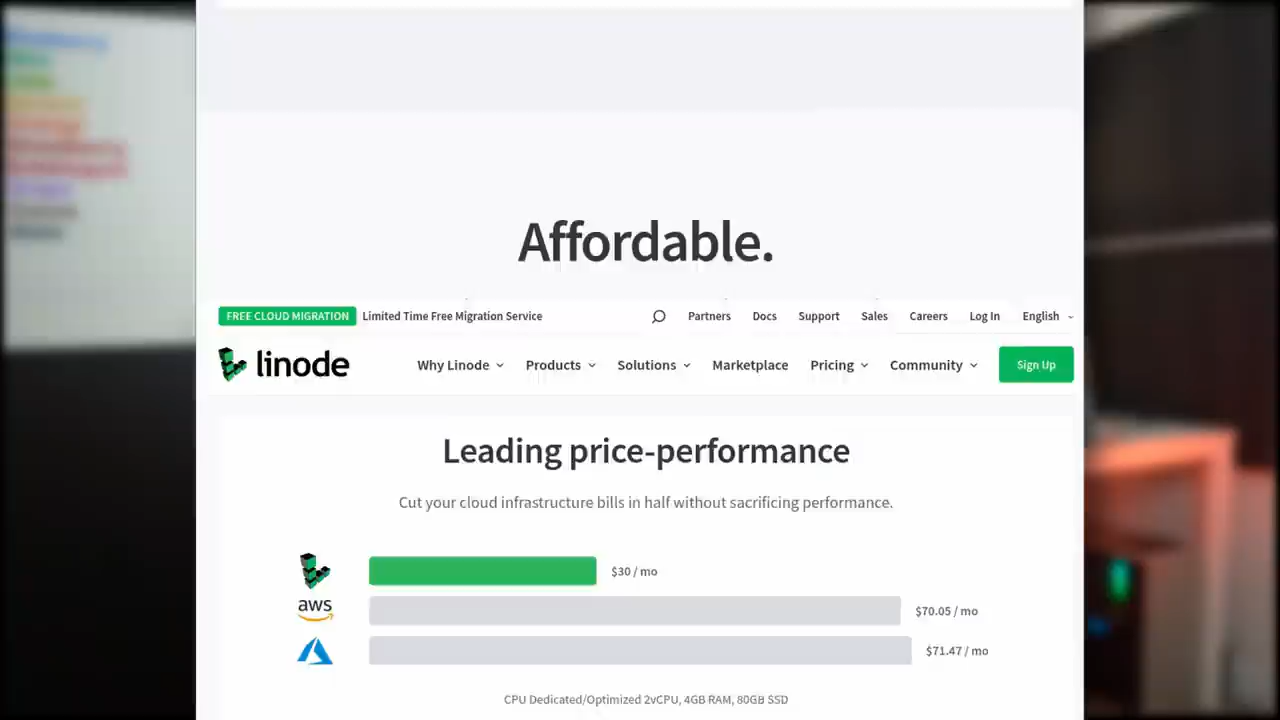 Affordable.
FREE CLOUD MIGRATION Limited Time Free Migration Service Partners Docs Support Sales Careers Log In English
linode Why Linode Products Solutions Marketplace Pricing Community Sign Up
Leading price-performance
Cut your cloud infrastructure bills in half without sacrificing performance.
$30 / mo
aws $70.05 / mo
$71.47 / mo
CPU Dedicated/Optimized 2vCPU, 4GB RAM, 80GB SSD